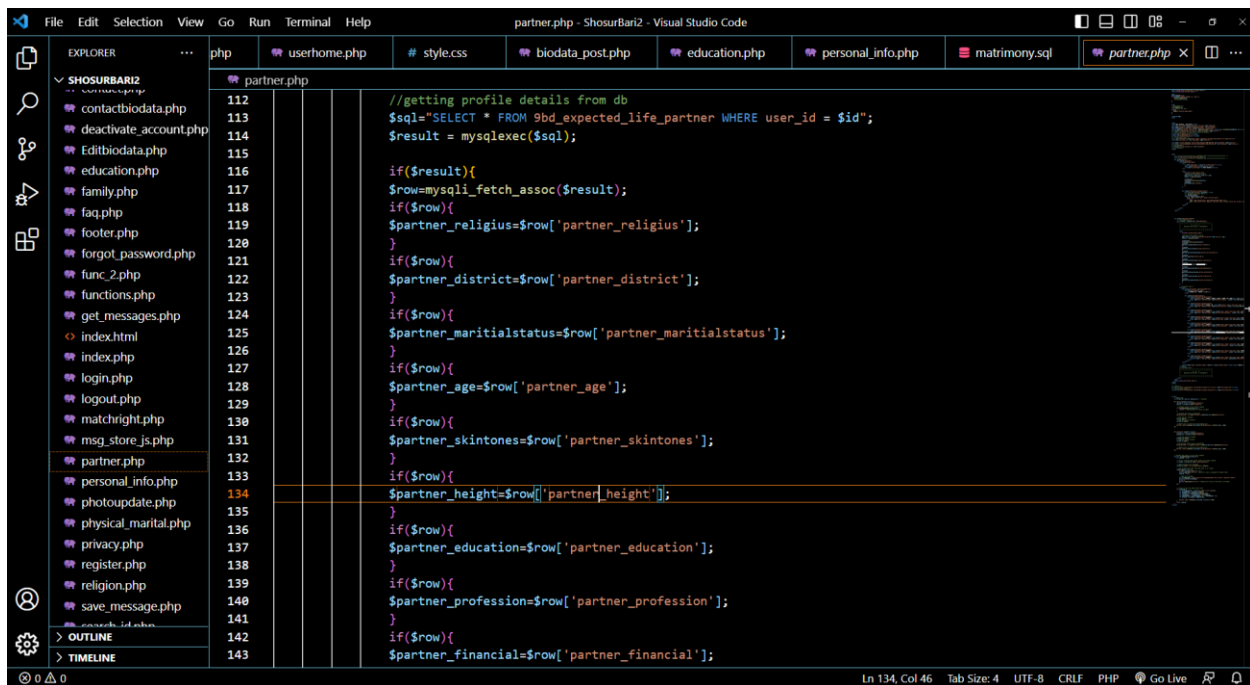 File Edit Selection View Go Run Terminal Help
partner.php - ShosurBari2 - Visual Studio Code
EXPLORER
php
userhome.php
style.css
biodata_post.php
education.php
personal_info.php
matrimony.sql
partner.php
SHOSURBARI2
contact.php
contactbiodata.php
deactivate_account.php
Editbiodata.php
education.php
family.php
faq.php
footer.php
forgot_password.php
func_2.php
functions.php
get_messages.php
index.html
index.php
login.php
logout.php
matchright.php
msg_store_js.php
partner.php
personal_info.php
photoupdate.php
physical_marital.php
privacy.php
register.php
religion.php
save_message.php
OUTLINE
TIMELINE
partner.php
112 //getting profile details from db
113 $sql="SELECT * FROM 9bd_expected_life_partner WHERE user_id = $id";
114 $result = mysqlexec($sql);
115
116 if($result){
117 $row=mysqli_fetch_assoc($result);
118 if($row){
119 $partner_religius=$row['partner_religius'];
120 }
121 if($row){
122 $partner_district=$row['partner_district'];
123 }
124 if($row){
125 $partner_maritialstatus=$row['partner_maritialstatus'];
126 }
127 if($row){
128 $partner_age=$row['partner_age'];
129 }
130 if($row){
131 $partner_skintones=$row['partner_skintones'];
132 }
133 if($row){
134 $partner_height=$row['partner_height'];
135 }
136 if($row){
137 $partner_education=$row['partner_education'];
138 }
139 if($row){
140 $partner_profession=$row['partner_profession'];
141 }
142 if($row){
143 $partner_financial=$row['partner_financial'];
0 0
Ln 134, Col 46 Tab Size: 4 UTF-8 CRLF PHP Go Live